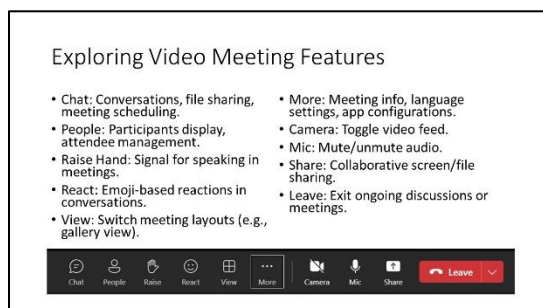 Exploring Video Meeting Features
• Chat: Conversations, file sharing,
meeting scheduling.
• People: Participants display,
attendee management.
• Raise Hand: Signal for speaking in
meetings.
• React: Emoji-based reactions in
conversations.
• View: Switch meeting layouts (e.g.,
gallery view).
• More: Meeting info, language
settings, app configurations.
• Camera: Toggle video feed.
• Mic: Mute/unmute audio.
• Share: Collaborative screen/file
sharing.
• Leave: Exit ongoing discussions or
meetings.
Chat People Raise React View More Camera Mic Share Leave